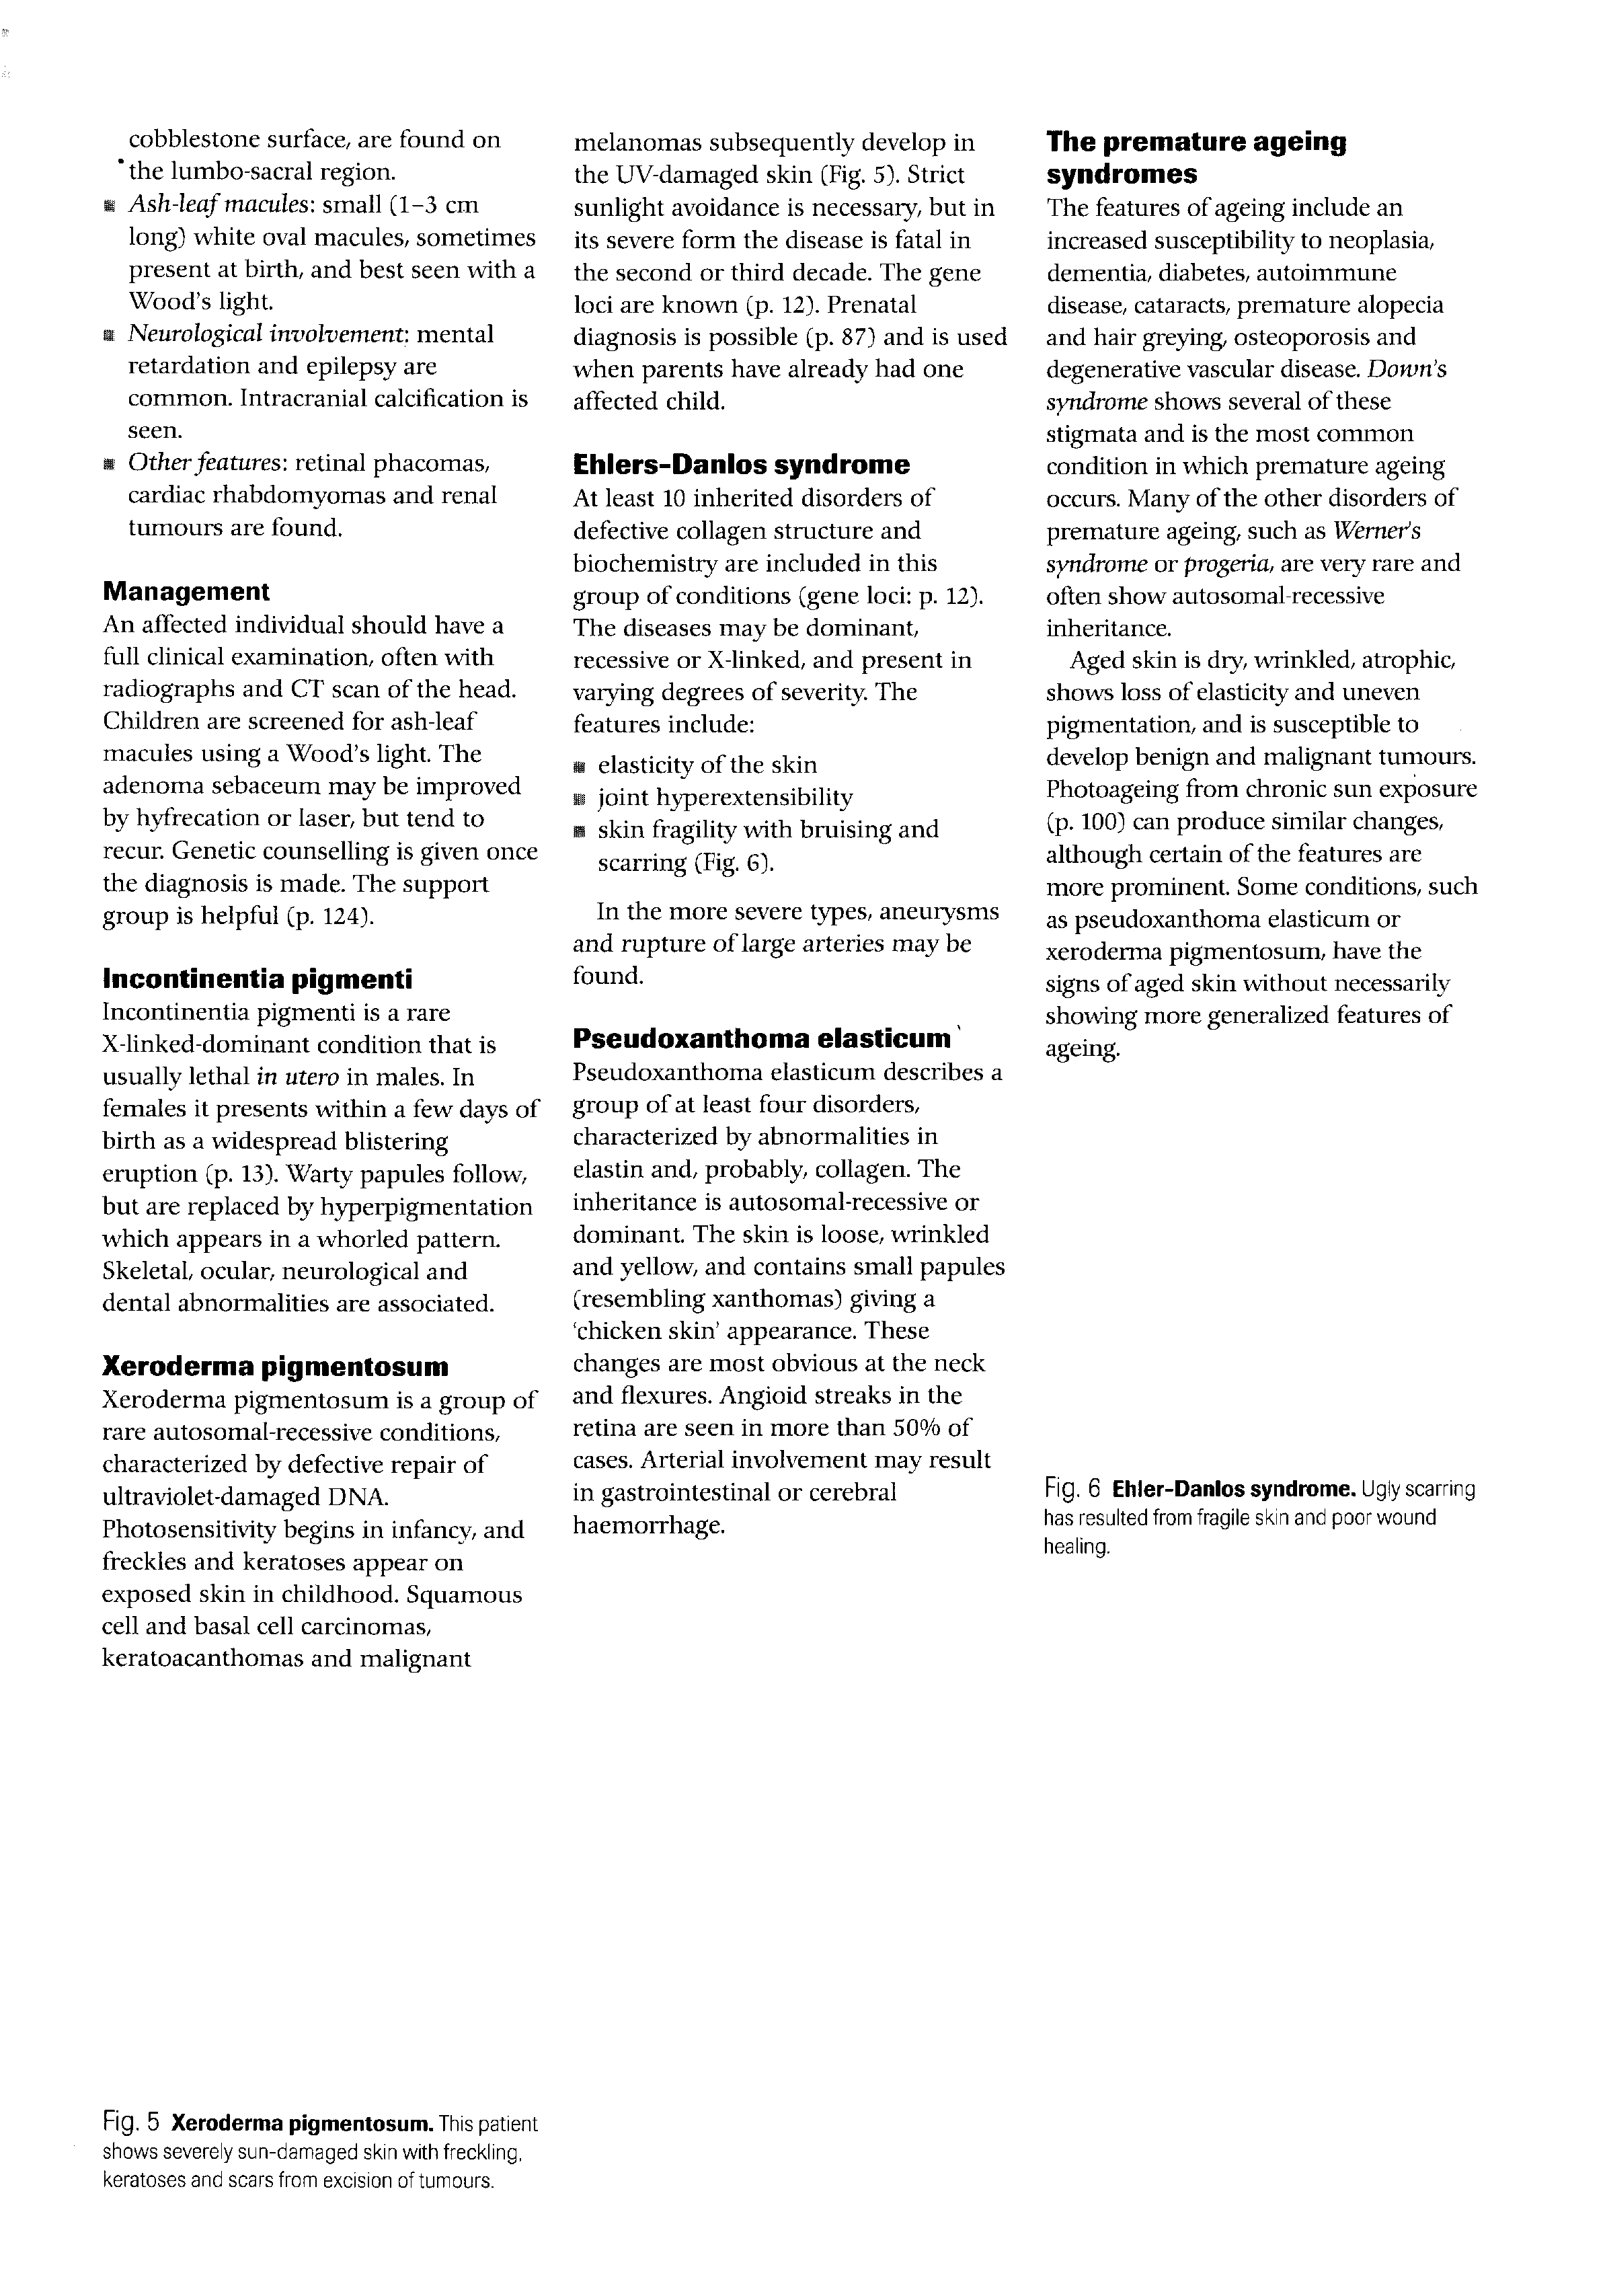 cobblestone surface, are found on
the lumbo-sacral region.
■ Ash-leaf macules: small (1–3 cm
long) white oval macules, sometimes
present at birth, and best seen with a
Wood's light.
■ Neurological involvement: mental
retardation and epilepsy are
common. Intracranial calcification is
seen.
■ Other features: retinal phacomas,
cardiac rhabdomyomas and renal
tumours are found.
Management
An affected individual should have a
full clinical examination, often with
radiographs and CT scan of the head.
Children are screened for ash-leaf
macules using a Wood's light. The
adenoma sebaceum may be improved
by hyfrecation or laser, but tend to
recur. Genetic counselling is given once
the diagnosis is made. The support
group is helpful (p. 124).
Incontinentia pigmenti
Incontinentia pigmenti is a rare
X-linked-dominant condition that is
usually lethal in utero in males. In
females it presents within a few days of
birth as a widespread blistering
eruption (p. 13). Warty papules follow,
but are replaced by hyperpigmentation
which appears in a whorled pattern.
Skeletal, ocular, neurological and
dental abnormalities are associated.
Xeroderma pigmentosum
Xeroderma pigmentosum is a group of
rare autosomal-recessive conditions,
characterized by defective repair of
ultraviolet-damaged DNA.
Photosensitivity begins in infancy, and
freckles and keratoses appear on
exposed skin in childhood. Squamous
cell and basal cell carcinomas,
keratoacanthomas and malignant
melanomas subsequently develop in
the UV-damaged skin (Fig. 5). Strict
sunlight avoidance is necessary, but in
its severe form the disease is fatal in
the second or third decade. The gene
loci are known (p. 12). Prenatal
diagnosis is possible (p. 87) and is used
when parents have already had one
affected child.
Ehlers-Danlos syndrome
At least 10 inherited disorders of
defective collagen structure and
biochemistry are included in this
group of conditions (gene loci: p. 12).
The diseases may be dominant,
recessive or X-linked, and present in
varying degrees of severity. The
features include:
■ elasticity of the skin
■ joint hyperextensibility
■ skin fragility with bruising and
scarring (Fig. 6).
In the more severe types, aneurysms
and rupture of large arteries may be
found.
Pseudoxanthoma elasticum
Pseudoxanthoma elasticum describes a
group of at least four disorders,
characterized by abnormalities in
elastin and, probably, collagen. The
inheritance is autosomal-recessive or
dominant. The skin is loose, wrinkled
and yellow, and contains small papules
(resembling xanthomas) giving a
'chicken skin' appearance. These
changes are most obvious at the neck
and flexures. Angioid streaks in the
retina are seen in more than 50% of
cases. Arterial involvement may result
in gastrointestinal or cerebral
haemorrhage.
The premature ageing
syndromes
The features of ageing include an
increased susceptibility to neoplasia,
dementia, diabetes, autoimmune
disease, cataracts, premature alopecia
and hair greying, osteoporosis and
degenerative vascular disease. Down's
syndrome shows several of these
stigmata and is the most common
condition in which premature ageing
occurs. Many of the other disorders of
premature ageing, such as Werner's
syndrome or progeria, are very rare and
often show autosomal-recessive
inheritance.
Aged skin is dry, wrinkled, atrophic,
shows loss of elasticity and uneven
pigmentation, and is susceptible to
develop benign and malignant tumours.
Photoageing from chronic sun exposure
(p. 100) can produce similar changes,
although certain of the features are
more prominent. Some conditions, such
as pseudoxanthoma elasticum or
xeroderma pigmentosum, have the
signs of aged skin without necessarily
showing more generalized features of
ageing.
Fig. 6 Ehler-Danlos syndrome. Ugly scarring
has resulted from fragile skin and poor wound
healing.
Fig. 5 Xeroderma pigmentosum. This patient
shows severely sun-damaged skin with freckling,
keratoses and scars from excision of tumours.